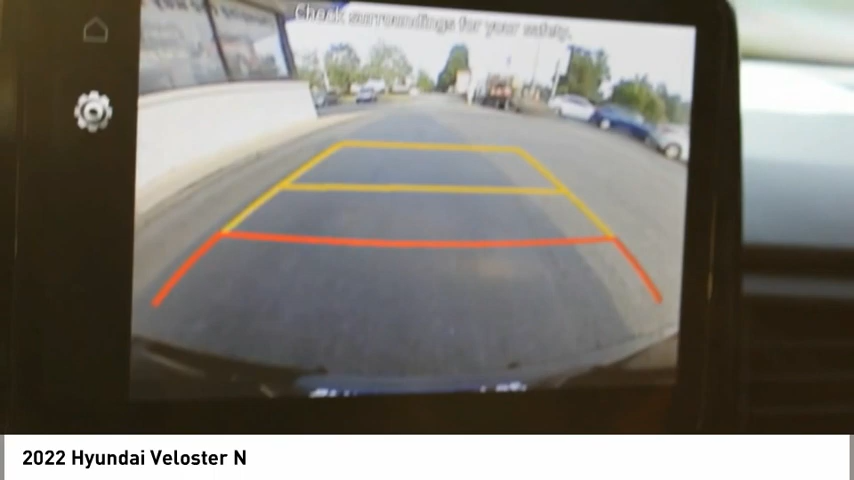 Check surroundings for your safety.
2022 Hyundai Veloster N